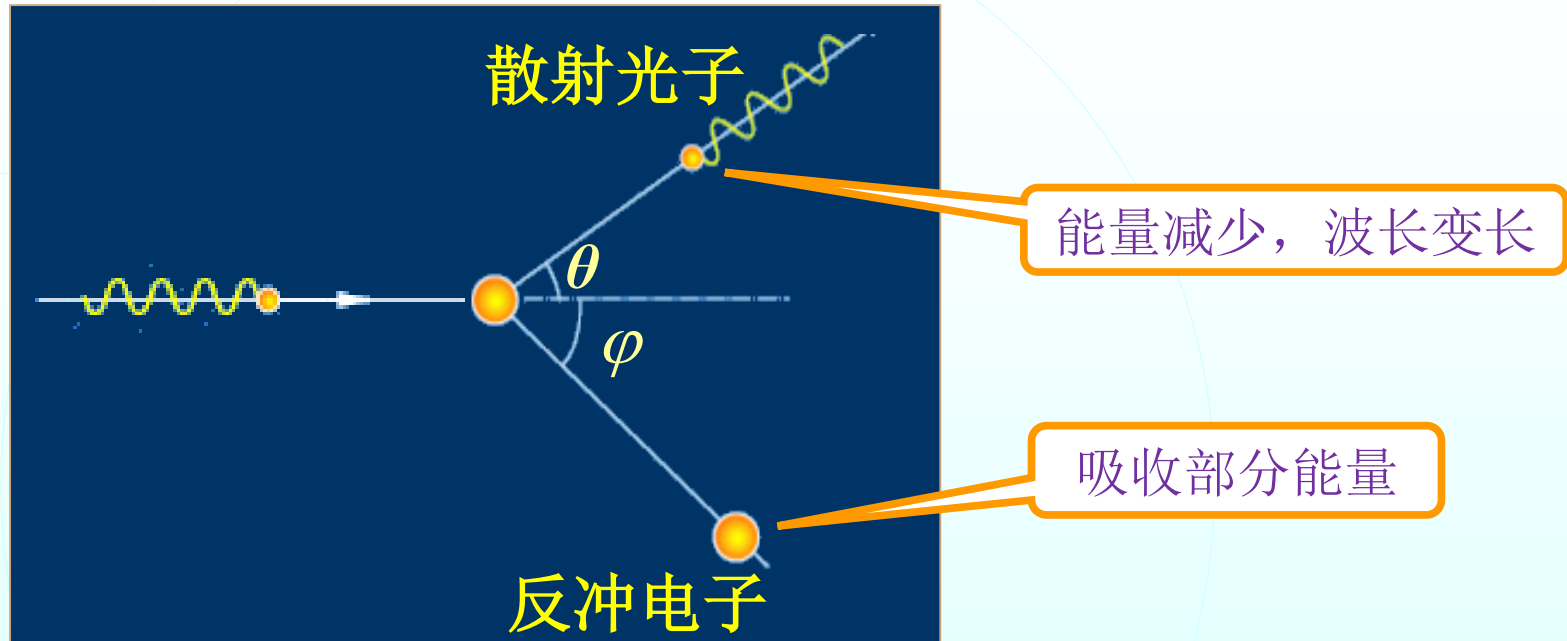 散射光子
能量减少，波长变长
θ
φ
吸收部分能量
反冲电子